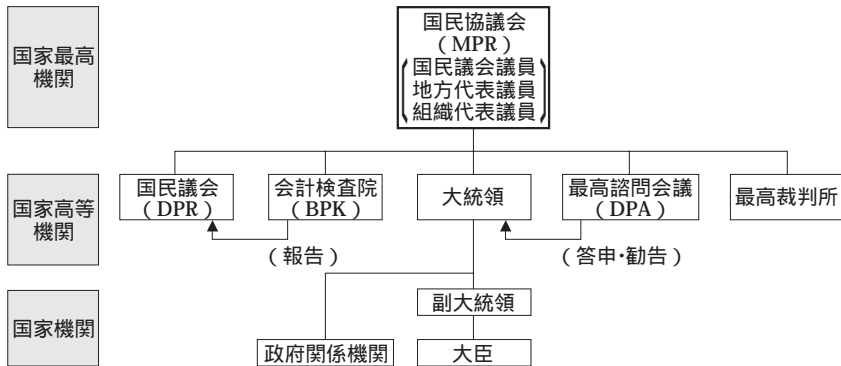 国民協議会
（MPR）
国民議会議員
地方代表議員
組織代表議員
国家最高
機関
国家高等
機関
国民議会
（DPR）
会計検査院
（BPK）
大統領
最高諮問会議
（DPA）
最高裁判所
（報告）
（答申・勧告）
国家機関
副大統領
政府関係機関
大臣